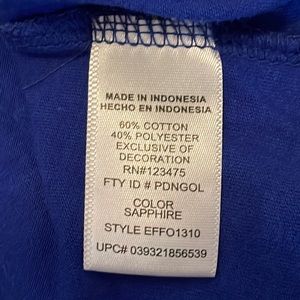 MADE IN INDONESIA
HECHO EN INDONESIA
60% COTTON
40% POLYESTER
EXCLUSIVE OF
DECORATION
RN#123475
FTY ID # PDNGOL
COLOR
SAPPHIRE
STYLE EFFO1310
UPC# 039321856539